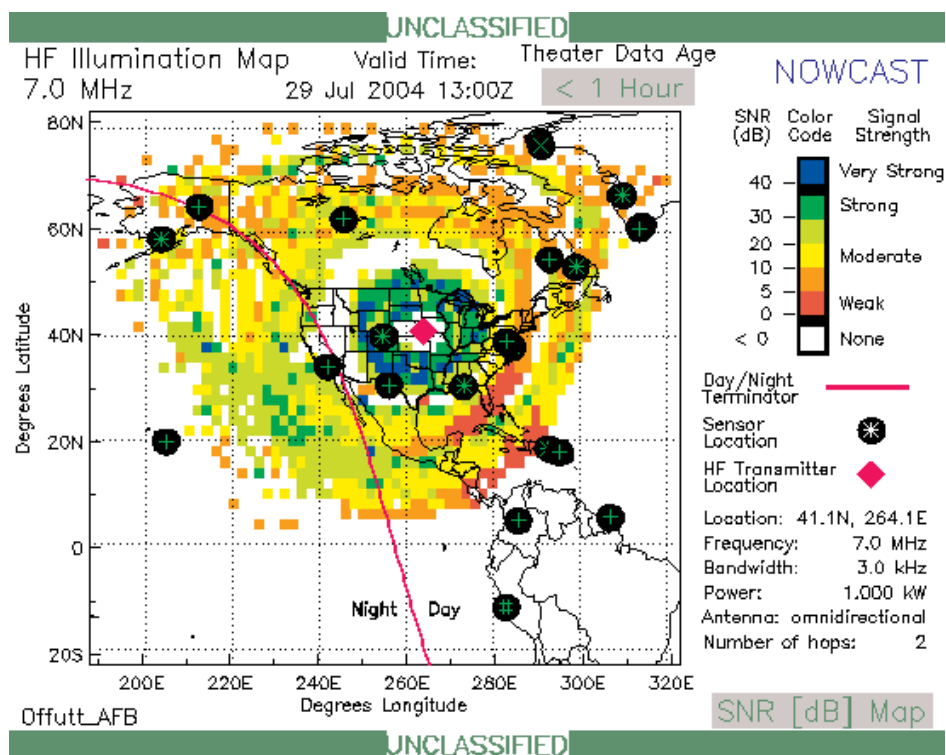 UNCLASSIFIED
HF Illumination Map
7.0 MHz
Valid Time:
29 Jul 2004 13:00Z
Theater Data Age
< 1 Hour
NOWCAST
SNR (dB) Color Code Signal Strength
40 Very Strong
30 Strong
20
10 Moderate
5
0 Weak
< 0 None
Day/Night
Terminator
Sensor
Location
HF Transmitter
Location
Location: 41.1N, 264.1E
Frequency: 7.0 MHz
Bandwidth: 3.0 kHz
Power: 1.000 kW
Antenna: omnidirectional
Number of hops: 2
80N
60N
40N
20N
0
20S
Degrees Latitude
Night Day
200E 220E 240E 260E 280E 300E 320E
Degrees Longitude
Offutt_AFB
SNR [dB] Map
UNCLASSIFIED